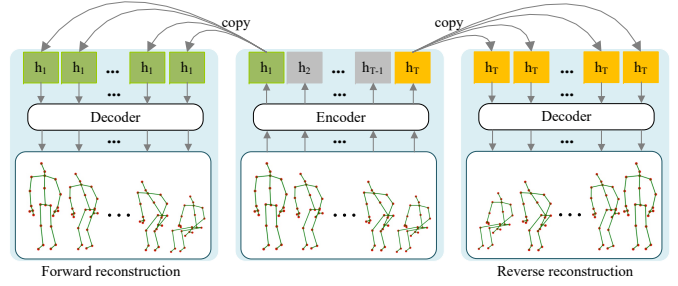 copy copy
h1 h1 ... h1 h1 h1 h2 ... hT-1 hT hT hT ... hT hT
... ... ...
Decoder Encoder Decoder
... ... ...
... ... ...
Forward reconstruction Reverse reconstruction